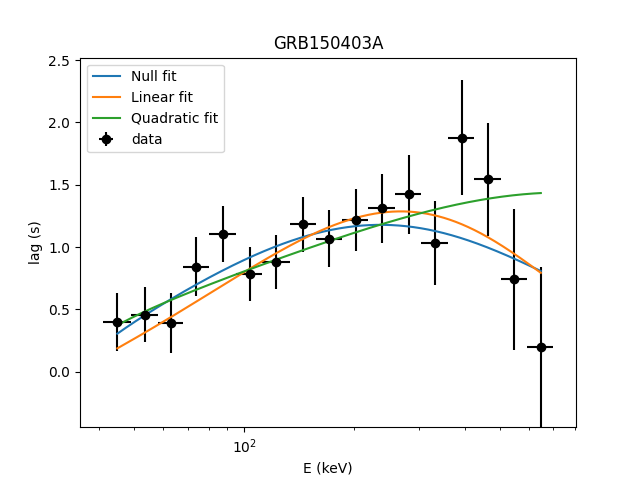 GRB150403A
Null fit
Linear fit
Quadratic fit
data
2.5
2.0
1.5
1.0
0.5
0.0
lag (s)
10²
E (keV)